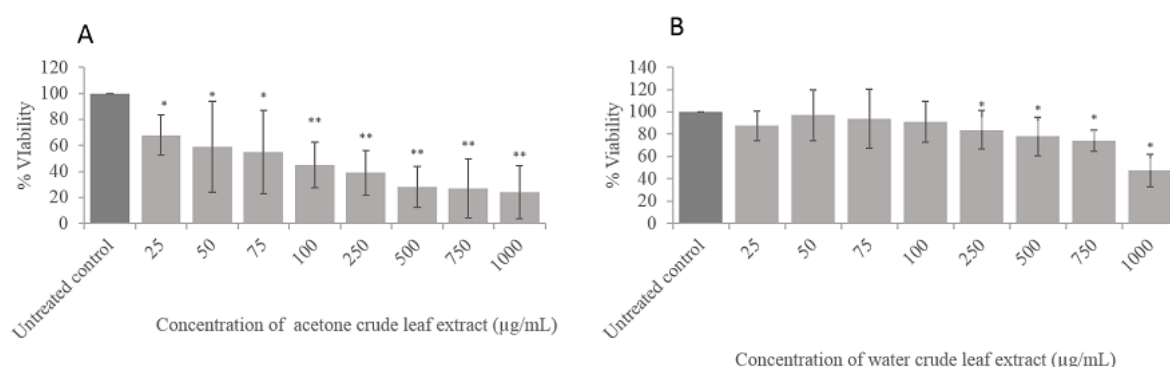 A
120
100
80
60
40
20
0
% VIability
* * * ** ** ** ** **
Untreated control 25 50 75 100 250 500 750 1000
Concentration of acetone crude leaf extract (µg/mL)
B
140
120
100
80
60
40
20
0
% Viability
* * * *
Untreated control 25 50 75 100 250 500 750 1000
Concentration of water crude leaf extract (µg/mL)